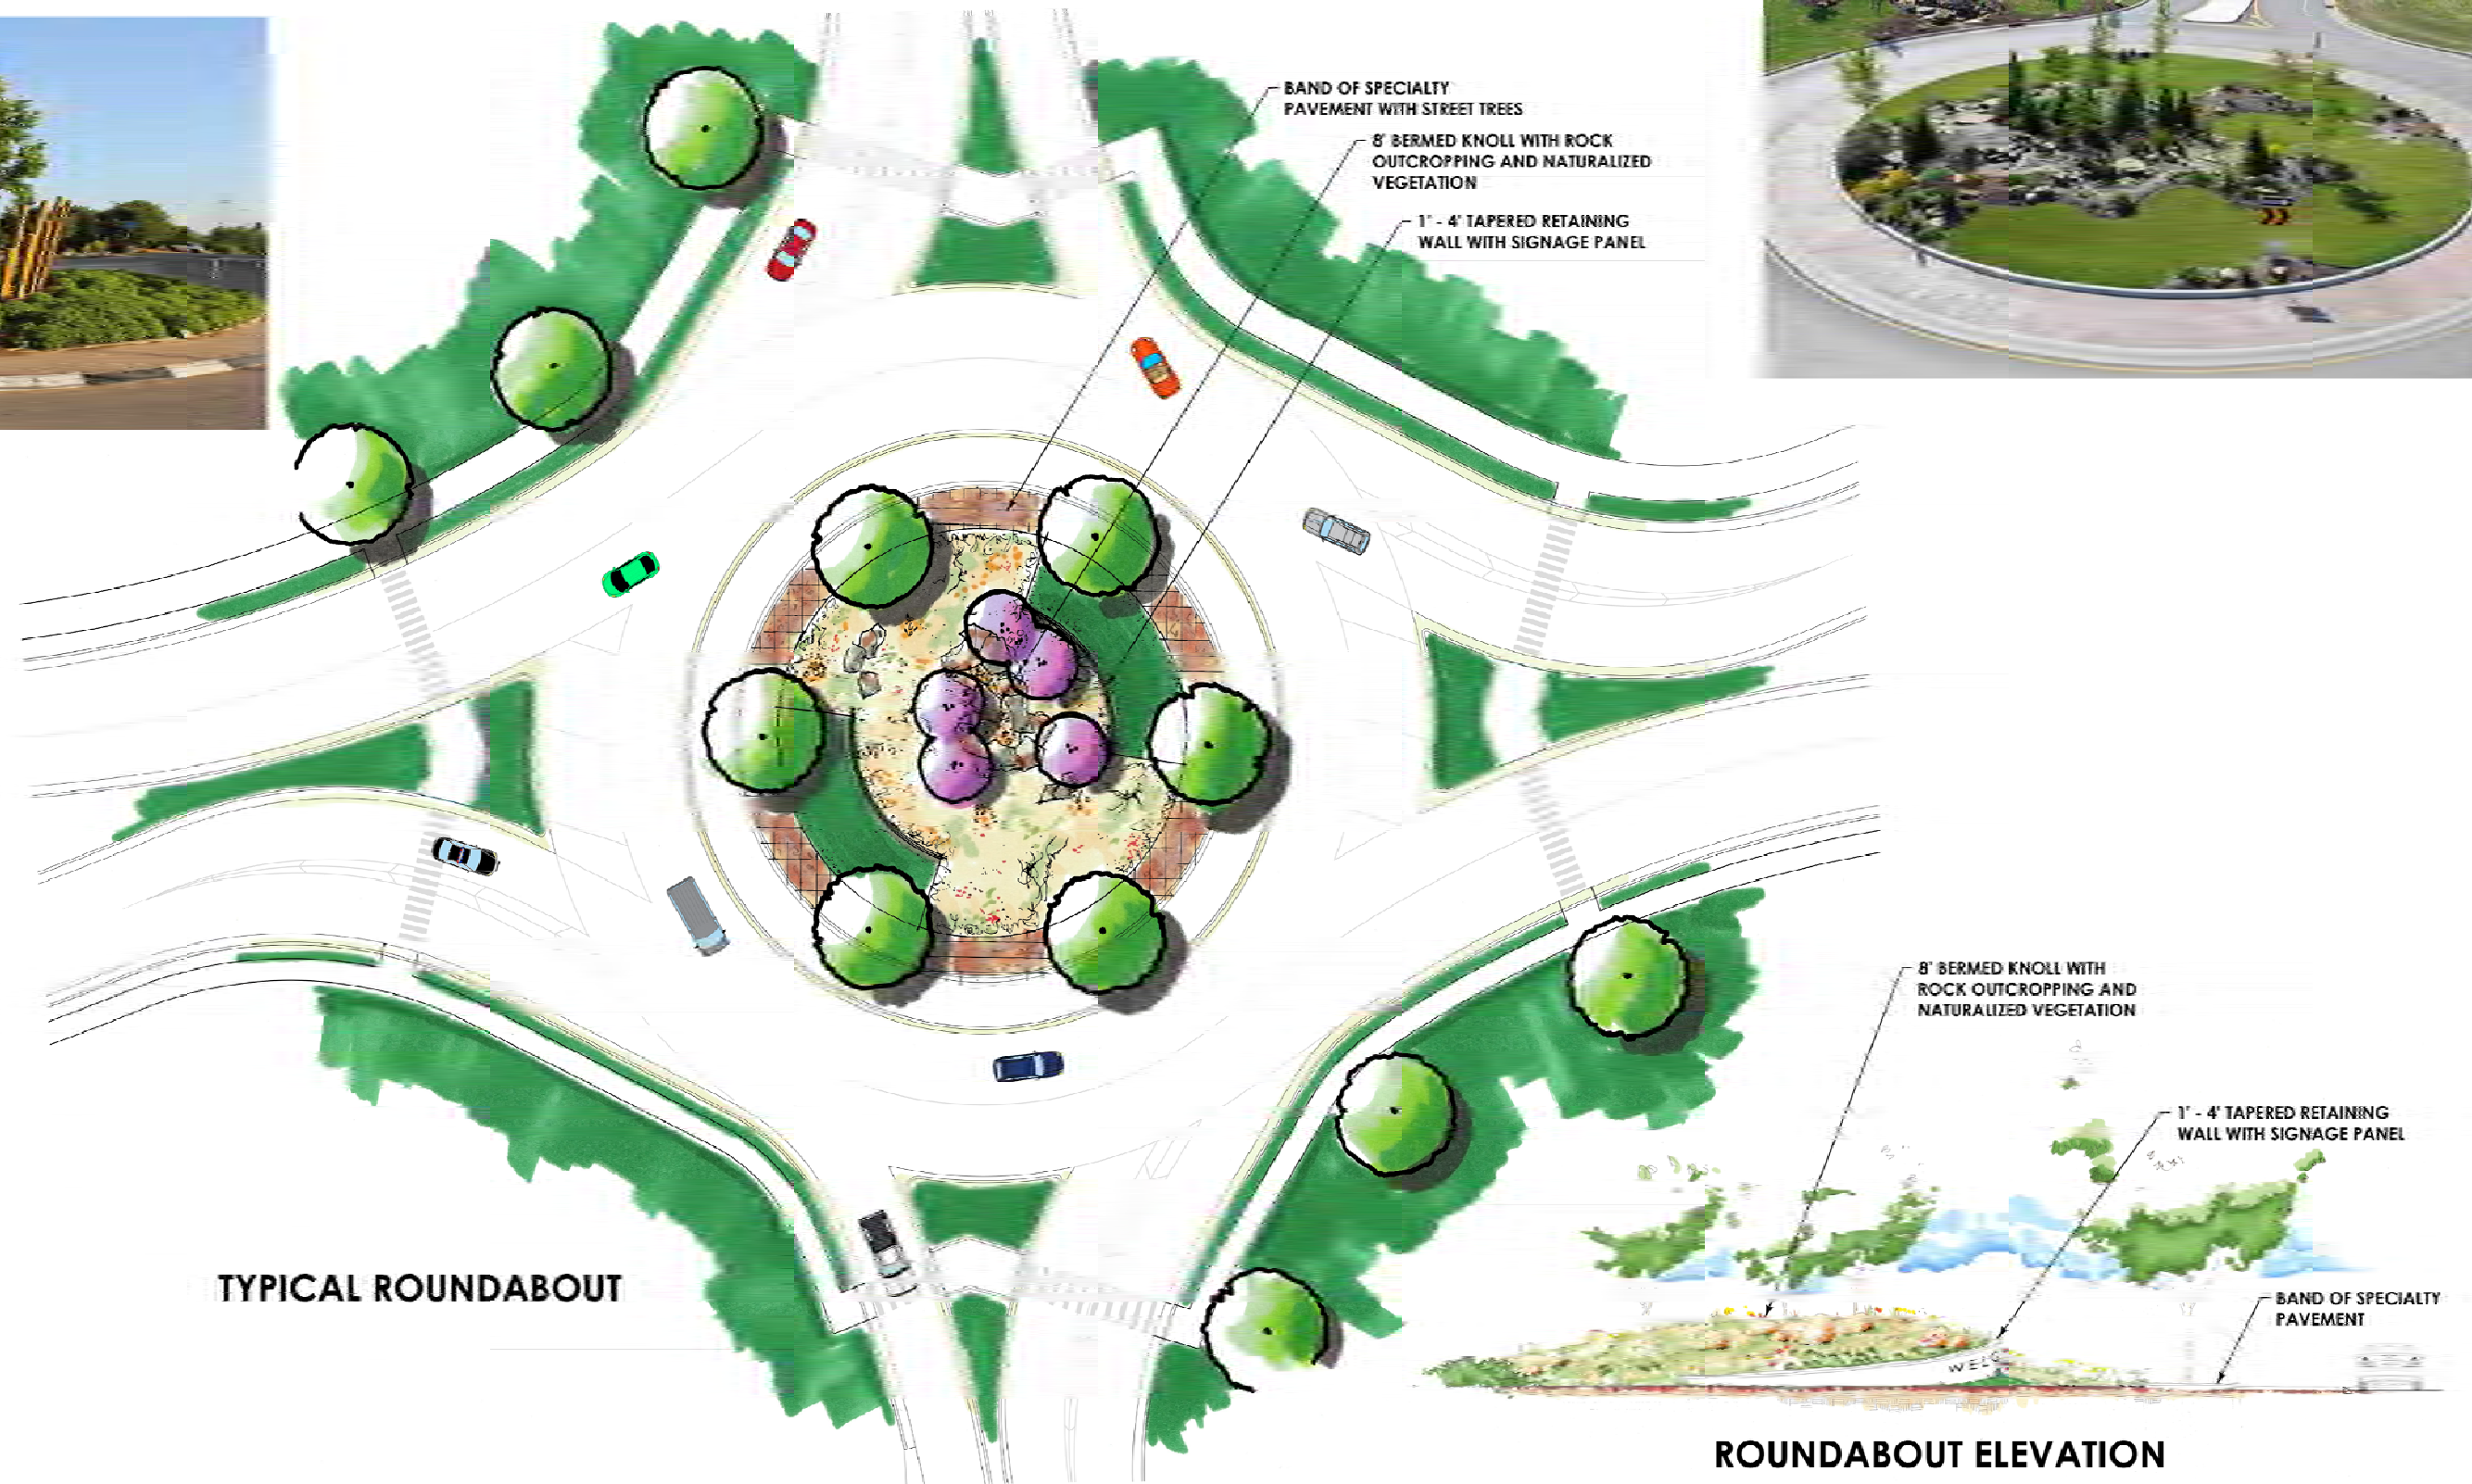 BAND OF SPECIALTY
PAVEMENT WITH STREET TREES
8' BERMED KNOLL WITH ROCK
OUTCROPPING AND NATURALIZED
VEGETATION
1' - 4' TAPERED RETAINING
WALL WITH SIGNAGE PANEL
8' BERMED KNOLL WITH
ROCK OUTCROPPING AND
NATURALIZED VEGETATION
1' - 4' TAPERED RETAINING
WALL WITH SIGNAGE PANEL
TYPICAL ROUNDABOUT
BAND OF SPECIALTY
PAVEMENT
WELC
ROUNDABOUT ELEVATION